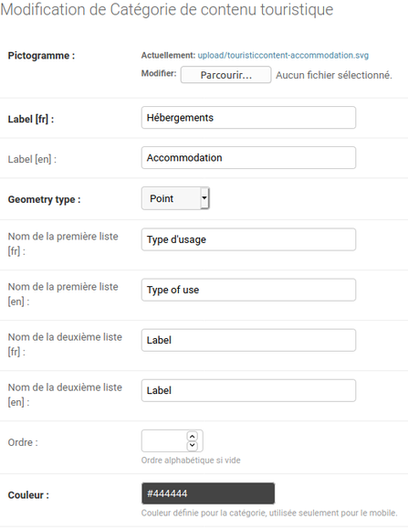 Modification de Catégorie de contenu touristique
Pictogramme :
Actuellement: upload/touristiccontent-accommodation.svg
Modifier: Parcourir... Aucun fichier sélectionné.
Label [fr] :
Hébergements
Label [en] :
Accommodation
Geometry type :
Point
Nom de la première liste
[fr] :
Type d'usage
Nom de la première liste
[en] :
Type of use
Nom de la deuxième liste
[fr] :
Label
Nom de la deuxième liste
[en] :
Label
Ordre :
Ordre alphabétique si vide
Couleur :
#444444
Couleur définie pour la catégorie, utilisée seulement pour le mobile.